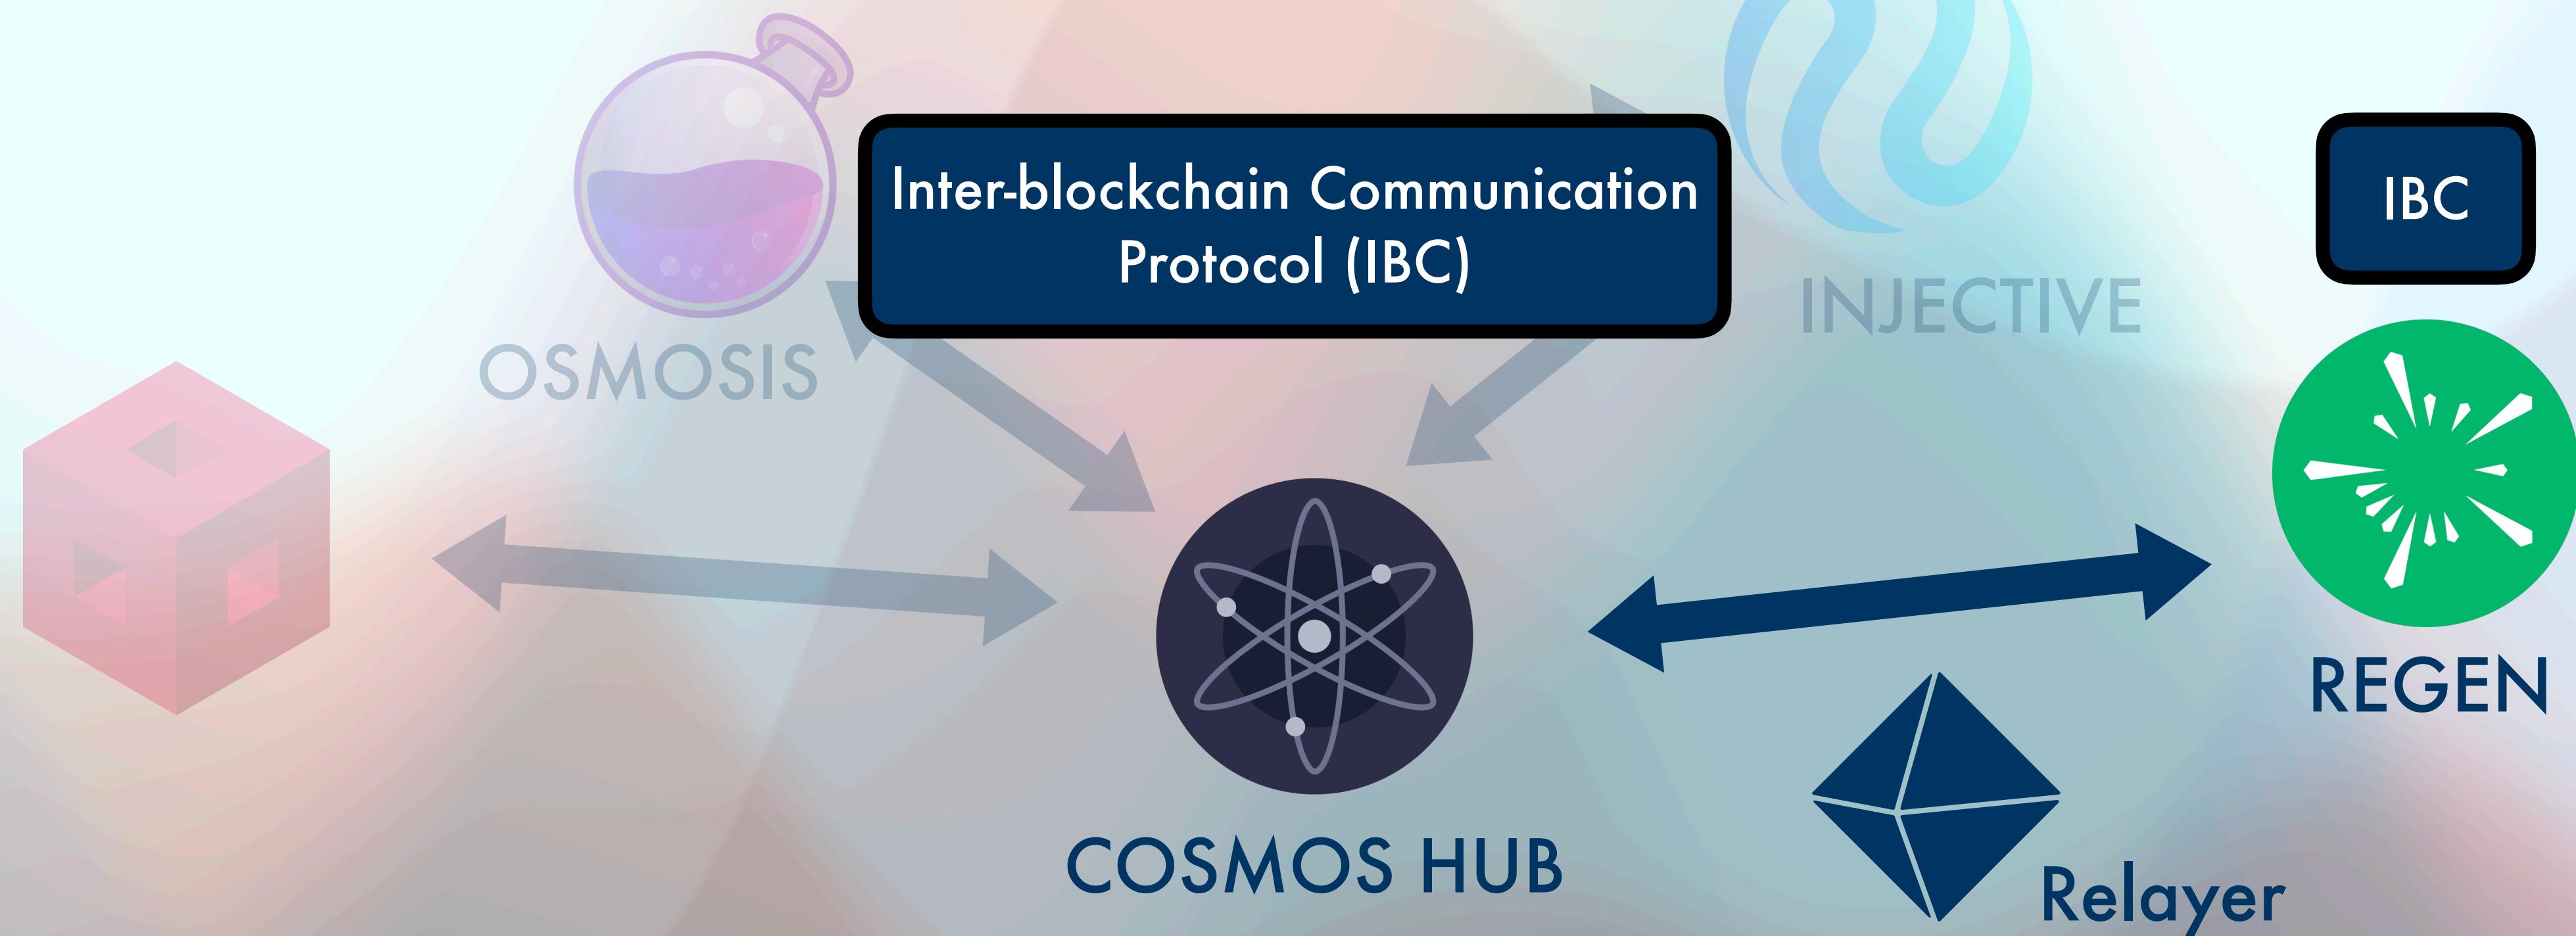 Inter-blockchain Communication
Protocol (IBC)
IBC
INJECTIVE
OSMOSIS
REGEN
COSMOS HUB
Relayer